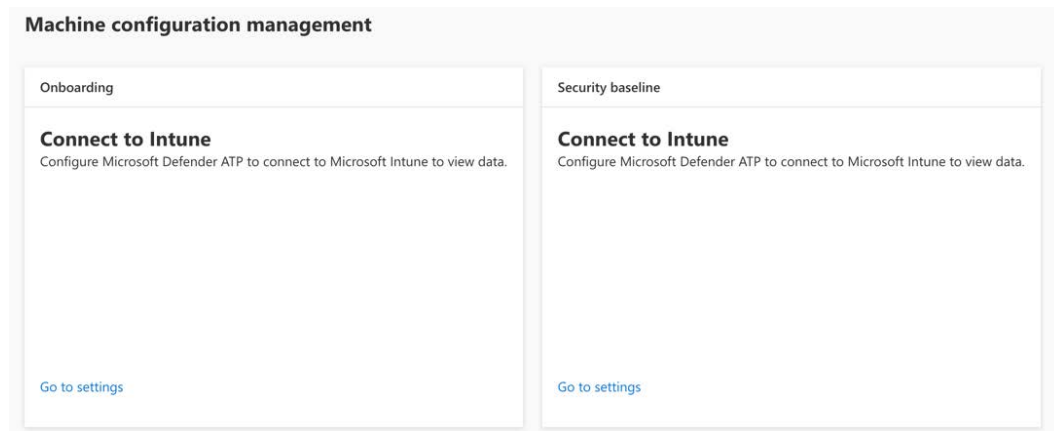 Machine configuration management
Onboarding
Connect to Intune
Configure Microsoft Defender ATP to connect to Microsoft Intune to view data.
Go to settings
Security baseline
Connect to Intune
Configure Microsoft Defender ATP to connect to Microsoft Intune to view data.
Go to settings